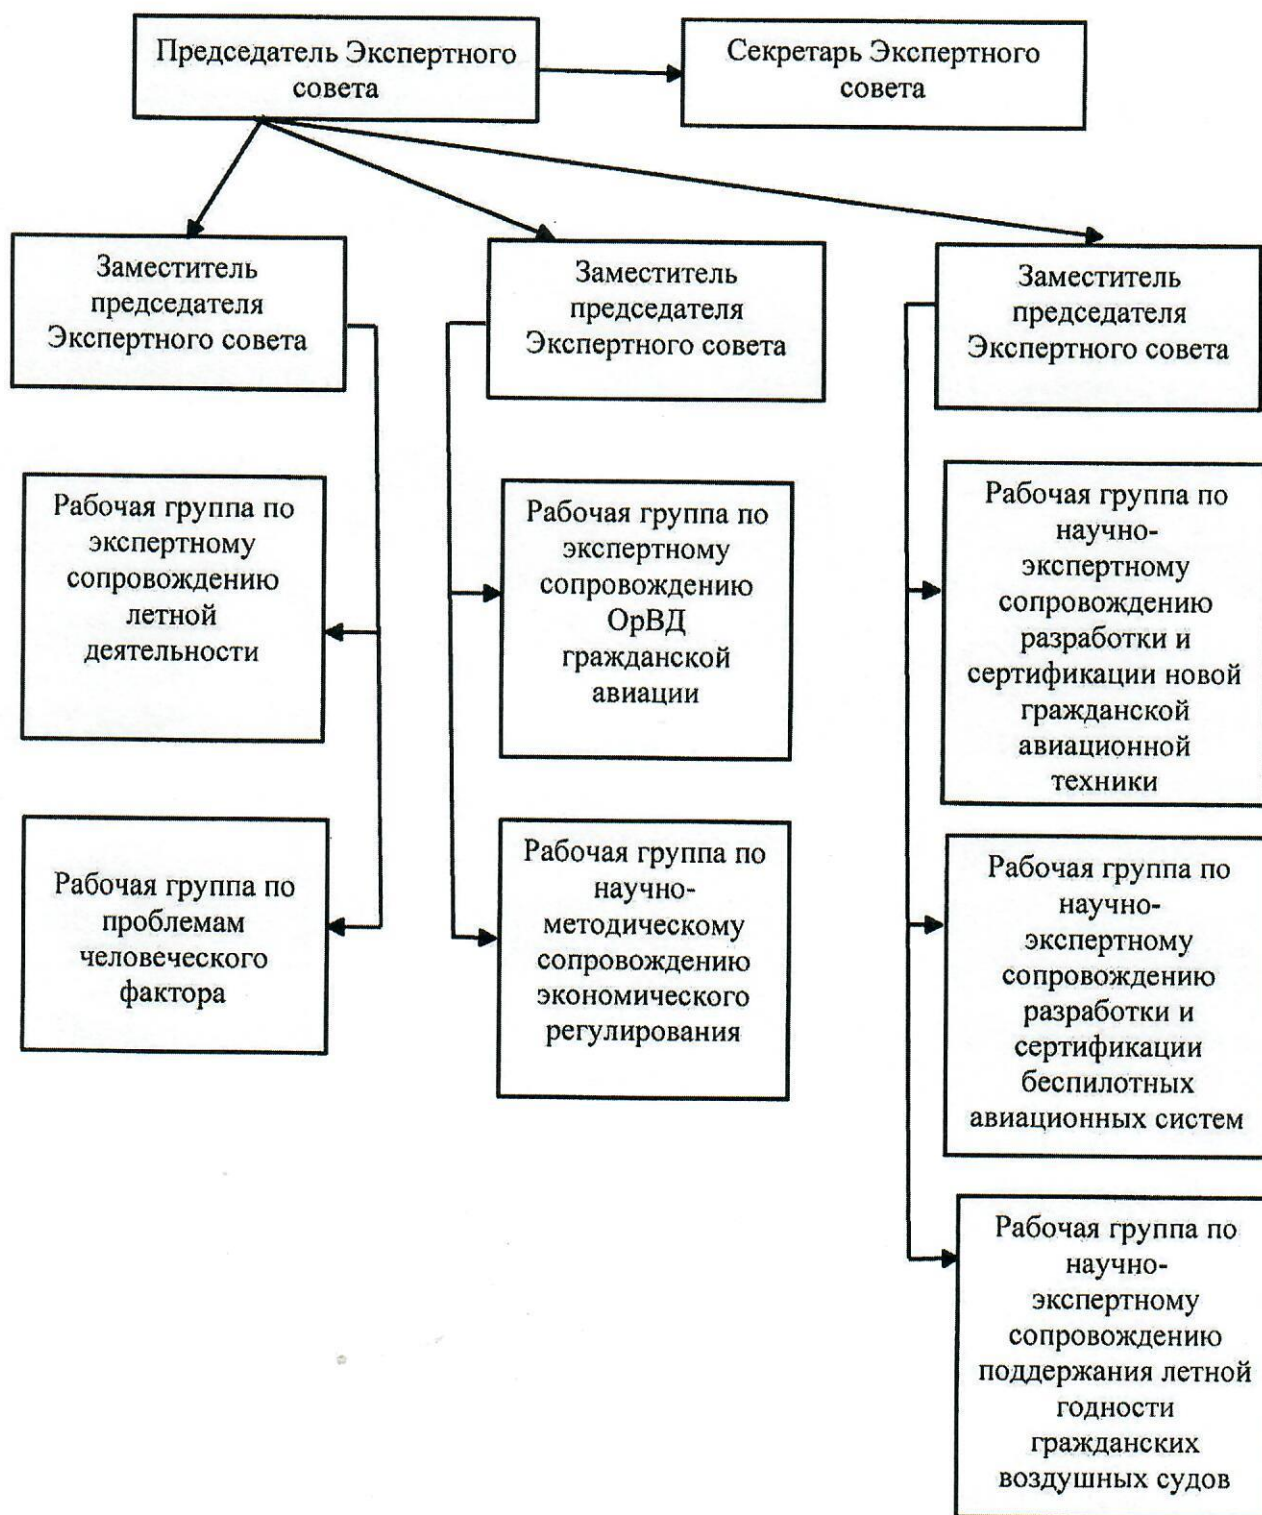 Председатель Экспертного
совета
Секретарь Экспертного
совета
Заместитель
председателя
Экспертного совета
Заместитель
председателя
Экспертного совета
Заместитель
председателя
Экспертного совета
Рабочая группа по
экспертному
сопровождению
летной
деятельности
Рабочая группа по
экспертному
сопровождению
ОрВД
гражданской
авиации
Рабочая группа по
научно-
экспертному
сопровождению
разработки и
сертификации новой
гражданской
авиационной
техники
Рабочая группа по
проблемам
человеческого
фактора
Рабочая группа по
научно-
методическому
сопровождению
экономического
регулирования
Рабочая группа по
научно-
экспертному
сопровождению
разработки и
сертификации
беспилотных
авиационных систем
Рабочая группа по
научно-
экспертному
сопровождению
поддержания летной
годности
гражданских
воздушных судов